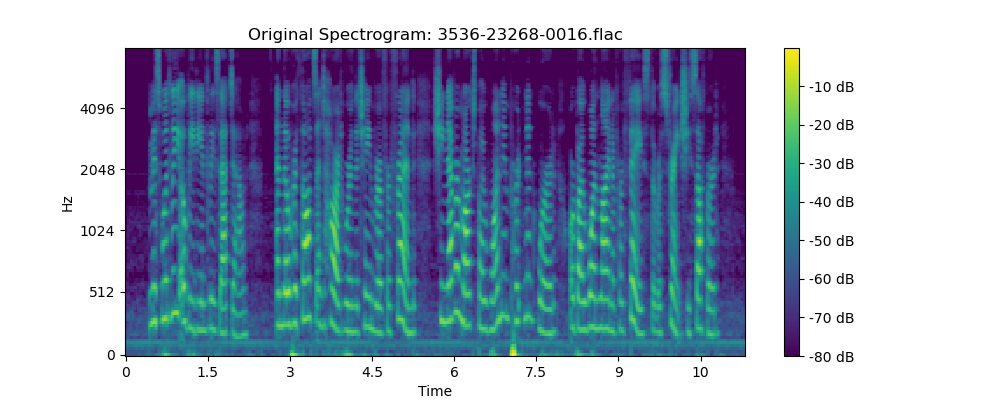 Original Spectrogram: 3536-23268-0016.flac
Hz
4096
2048
1024
512
0
0 1.5 3 4.5 6 7.5 9 10
Time
-10 dB
-20 dB
-30 dB
-40 dB
-50 dB
-60 dB
-70 dB
-80 dB